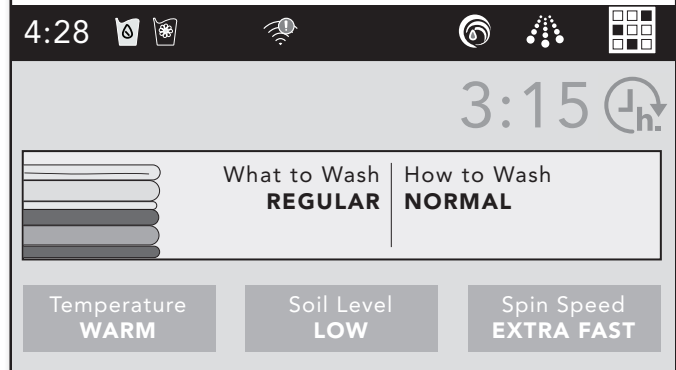 4:28
3:15 h.
What to Wash
REGULAR
How to Wash
NORMAL
Temperature
WARM
Soil Level
LOW
Spin Speed
EXTRA FAST